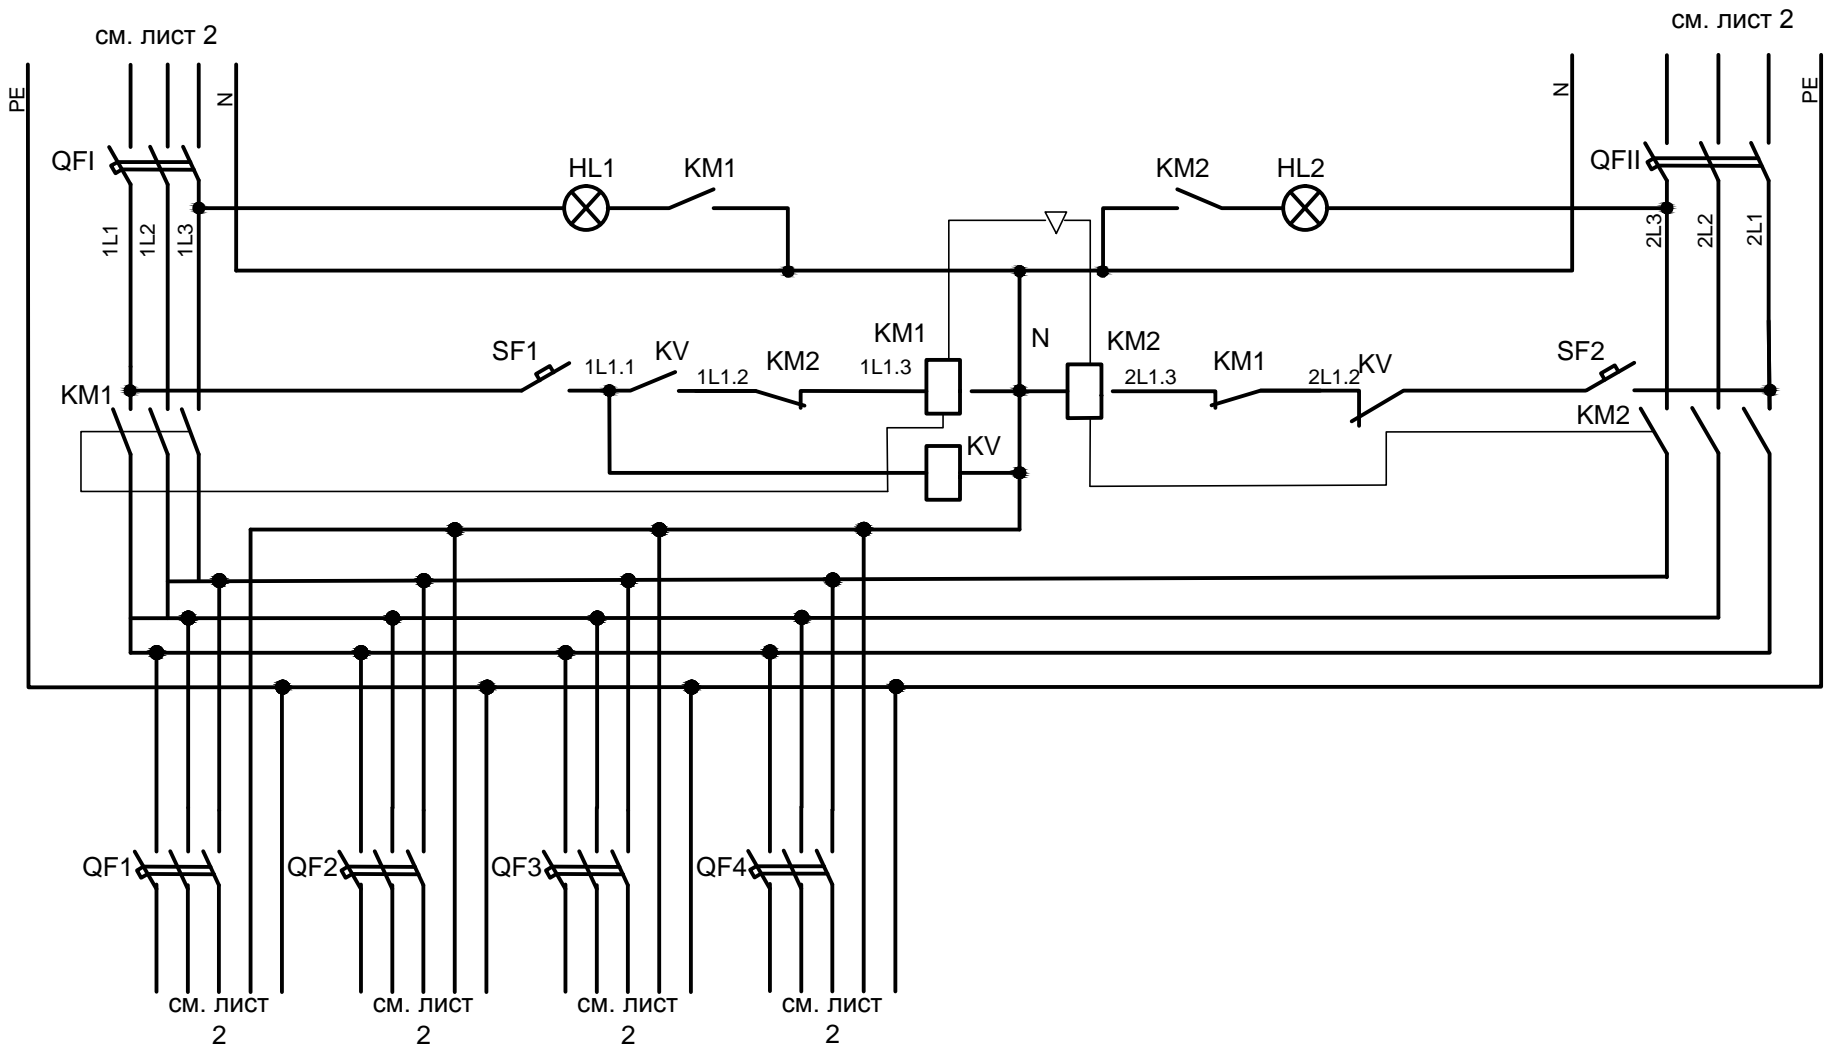 см. лист 2
см. лист 2
PE
N
N
PE
QFI
HL1
KM1
KM2
HL2
QFII
1L1
1L2
1L3
2L3
2L2
2L1
SF1
1L1.1
KV
1L1.2
KM2
1L1.3
KM1
N
KM2
2L1.3
KM1
2L1.2
KV
SF2
KM1
KM2
KV
QF1
QF2
QF3
QF4
см. лист
2
см. лист
2
см. лист
2
см. лист
2